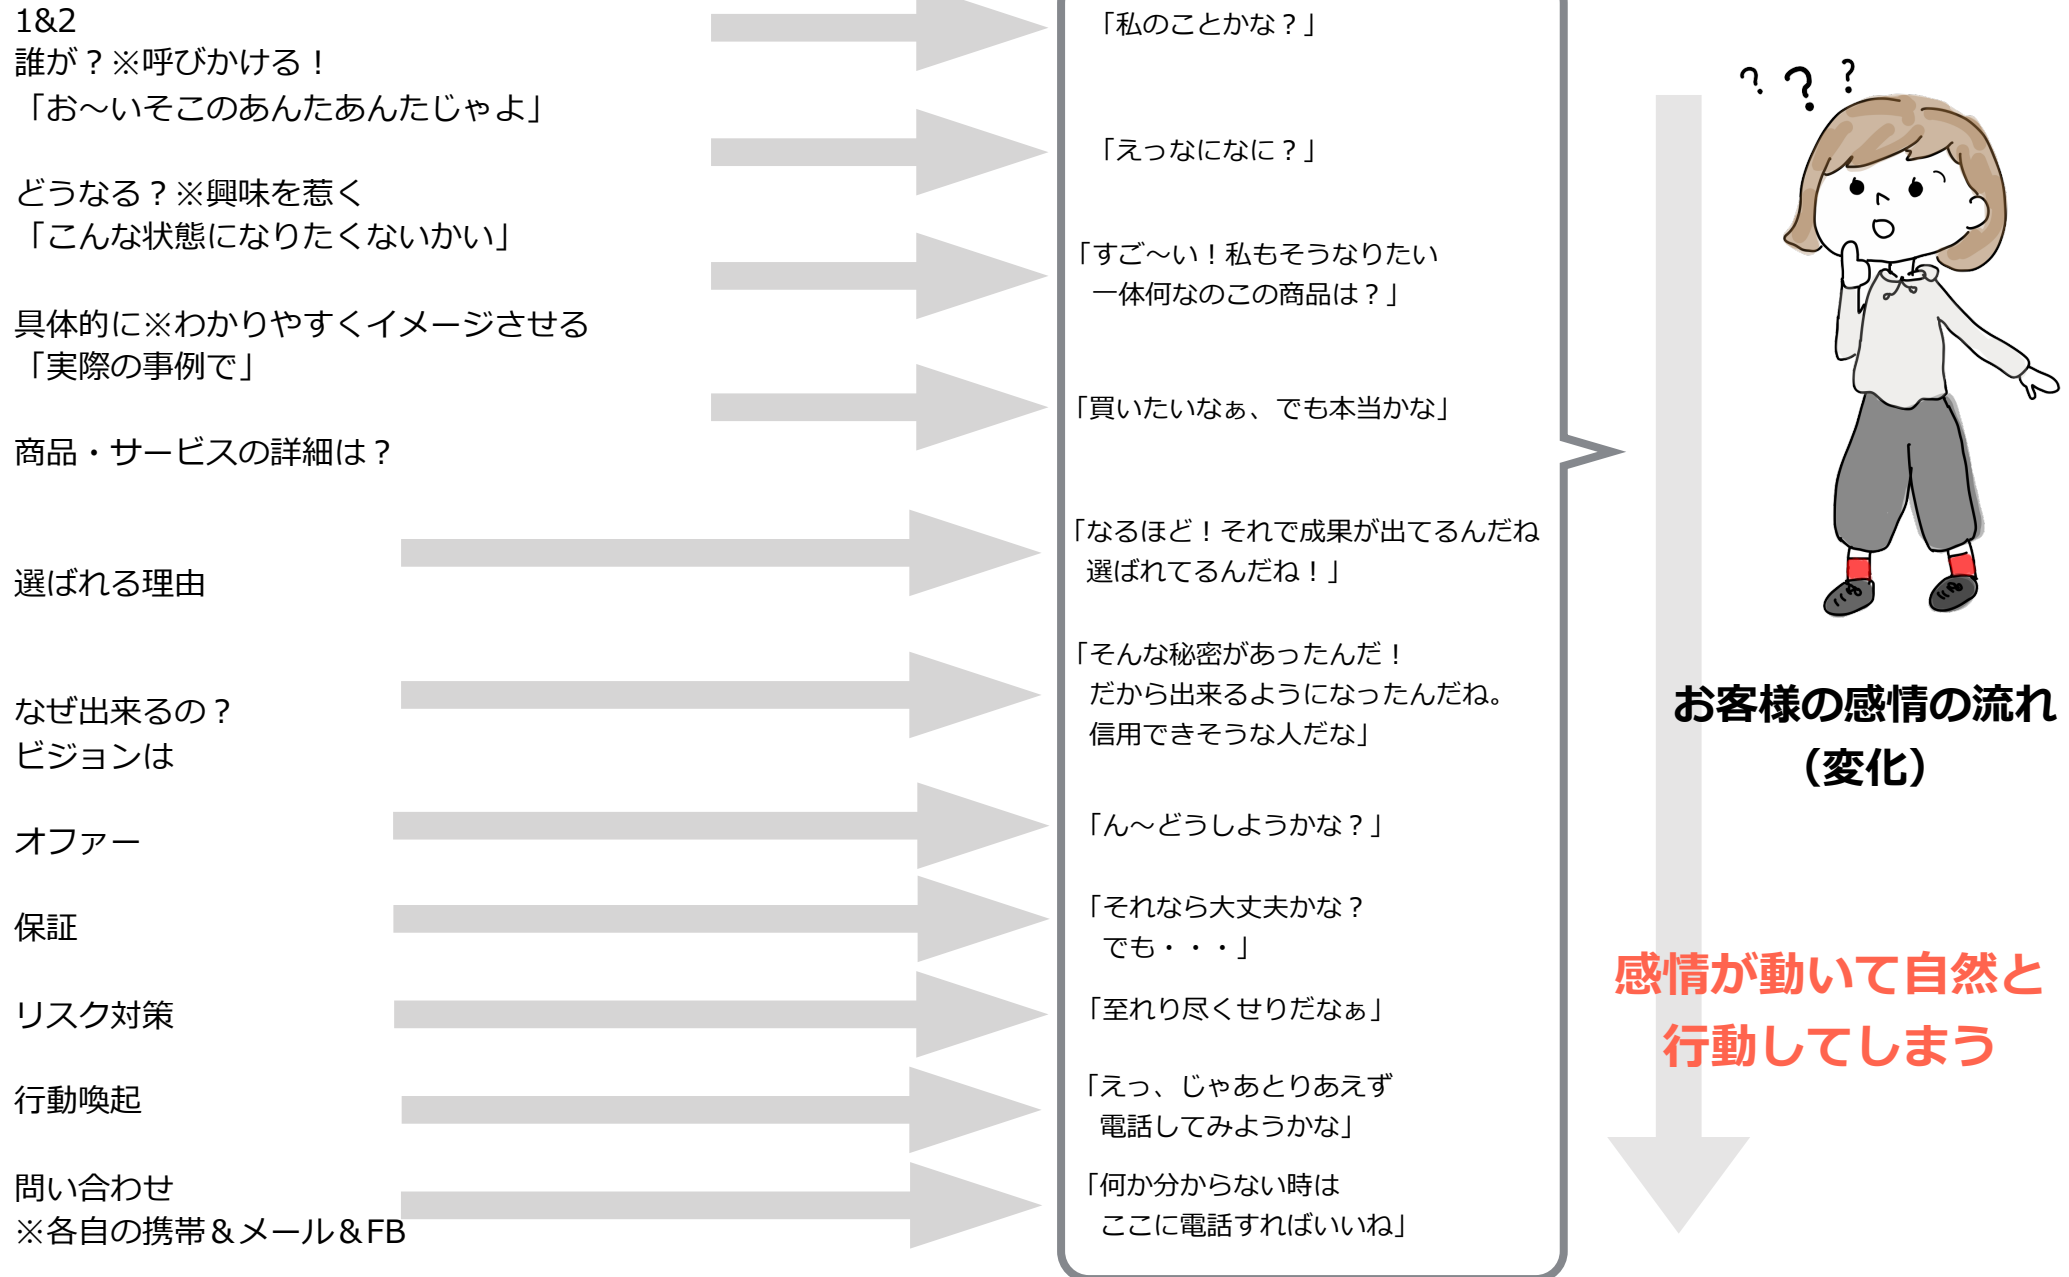 1&2
誰が？※呼びかける！
「お〜いそこのあんたあんたじゃよ」
どうなる？※興味を惹く
「こんな状態になりたくないかい」
具体的に※わかりやすくイメージさせる
「実際の事例で」
商品・サービスの詳細は？
選ばれる理由
なぜ出来るの？
ビジョンは
オファー
保証
リスク対策
行動喚起
問い合わせ
※各自の携帯＆メール＆FB
「私のことかな？」
「えっなになに？」
「すご〜い！私もそうなりたい
一体何なのこの商品は？」
「買いたいなぁ、でも本当かな」
「なるほど！それで成果が出てるんだね
選ばれてるんだね！」
「そんな秘密があったんだ！
だから出来るようになったんだね。
信用できそうな人だな」
「ん〜どうしようかな？」
「それなら大丈夫かな？
でも・・・」
「至れり尽くせりだなぁ」
「えっ、じゃあとりあえず
電話してみようかな」
「何か分からない時は
ここに電話すればいいね」
? ? ?
お客様の感情の流れ
（変化）
感情が動いて自然と
行動してしまう